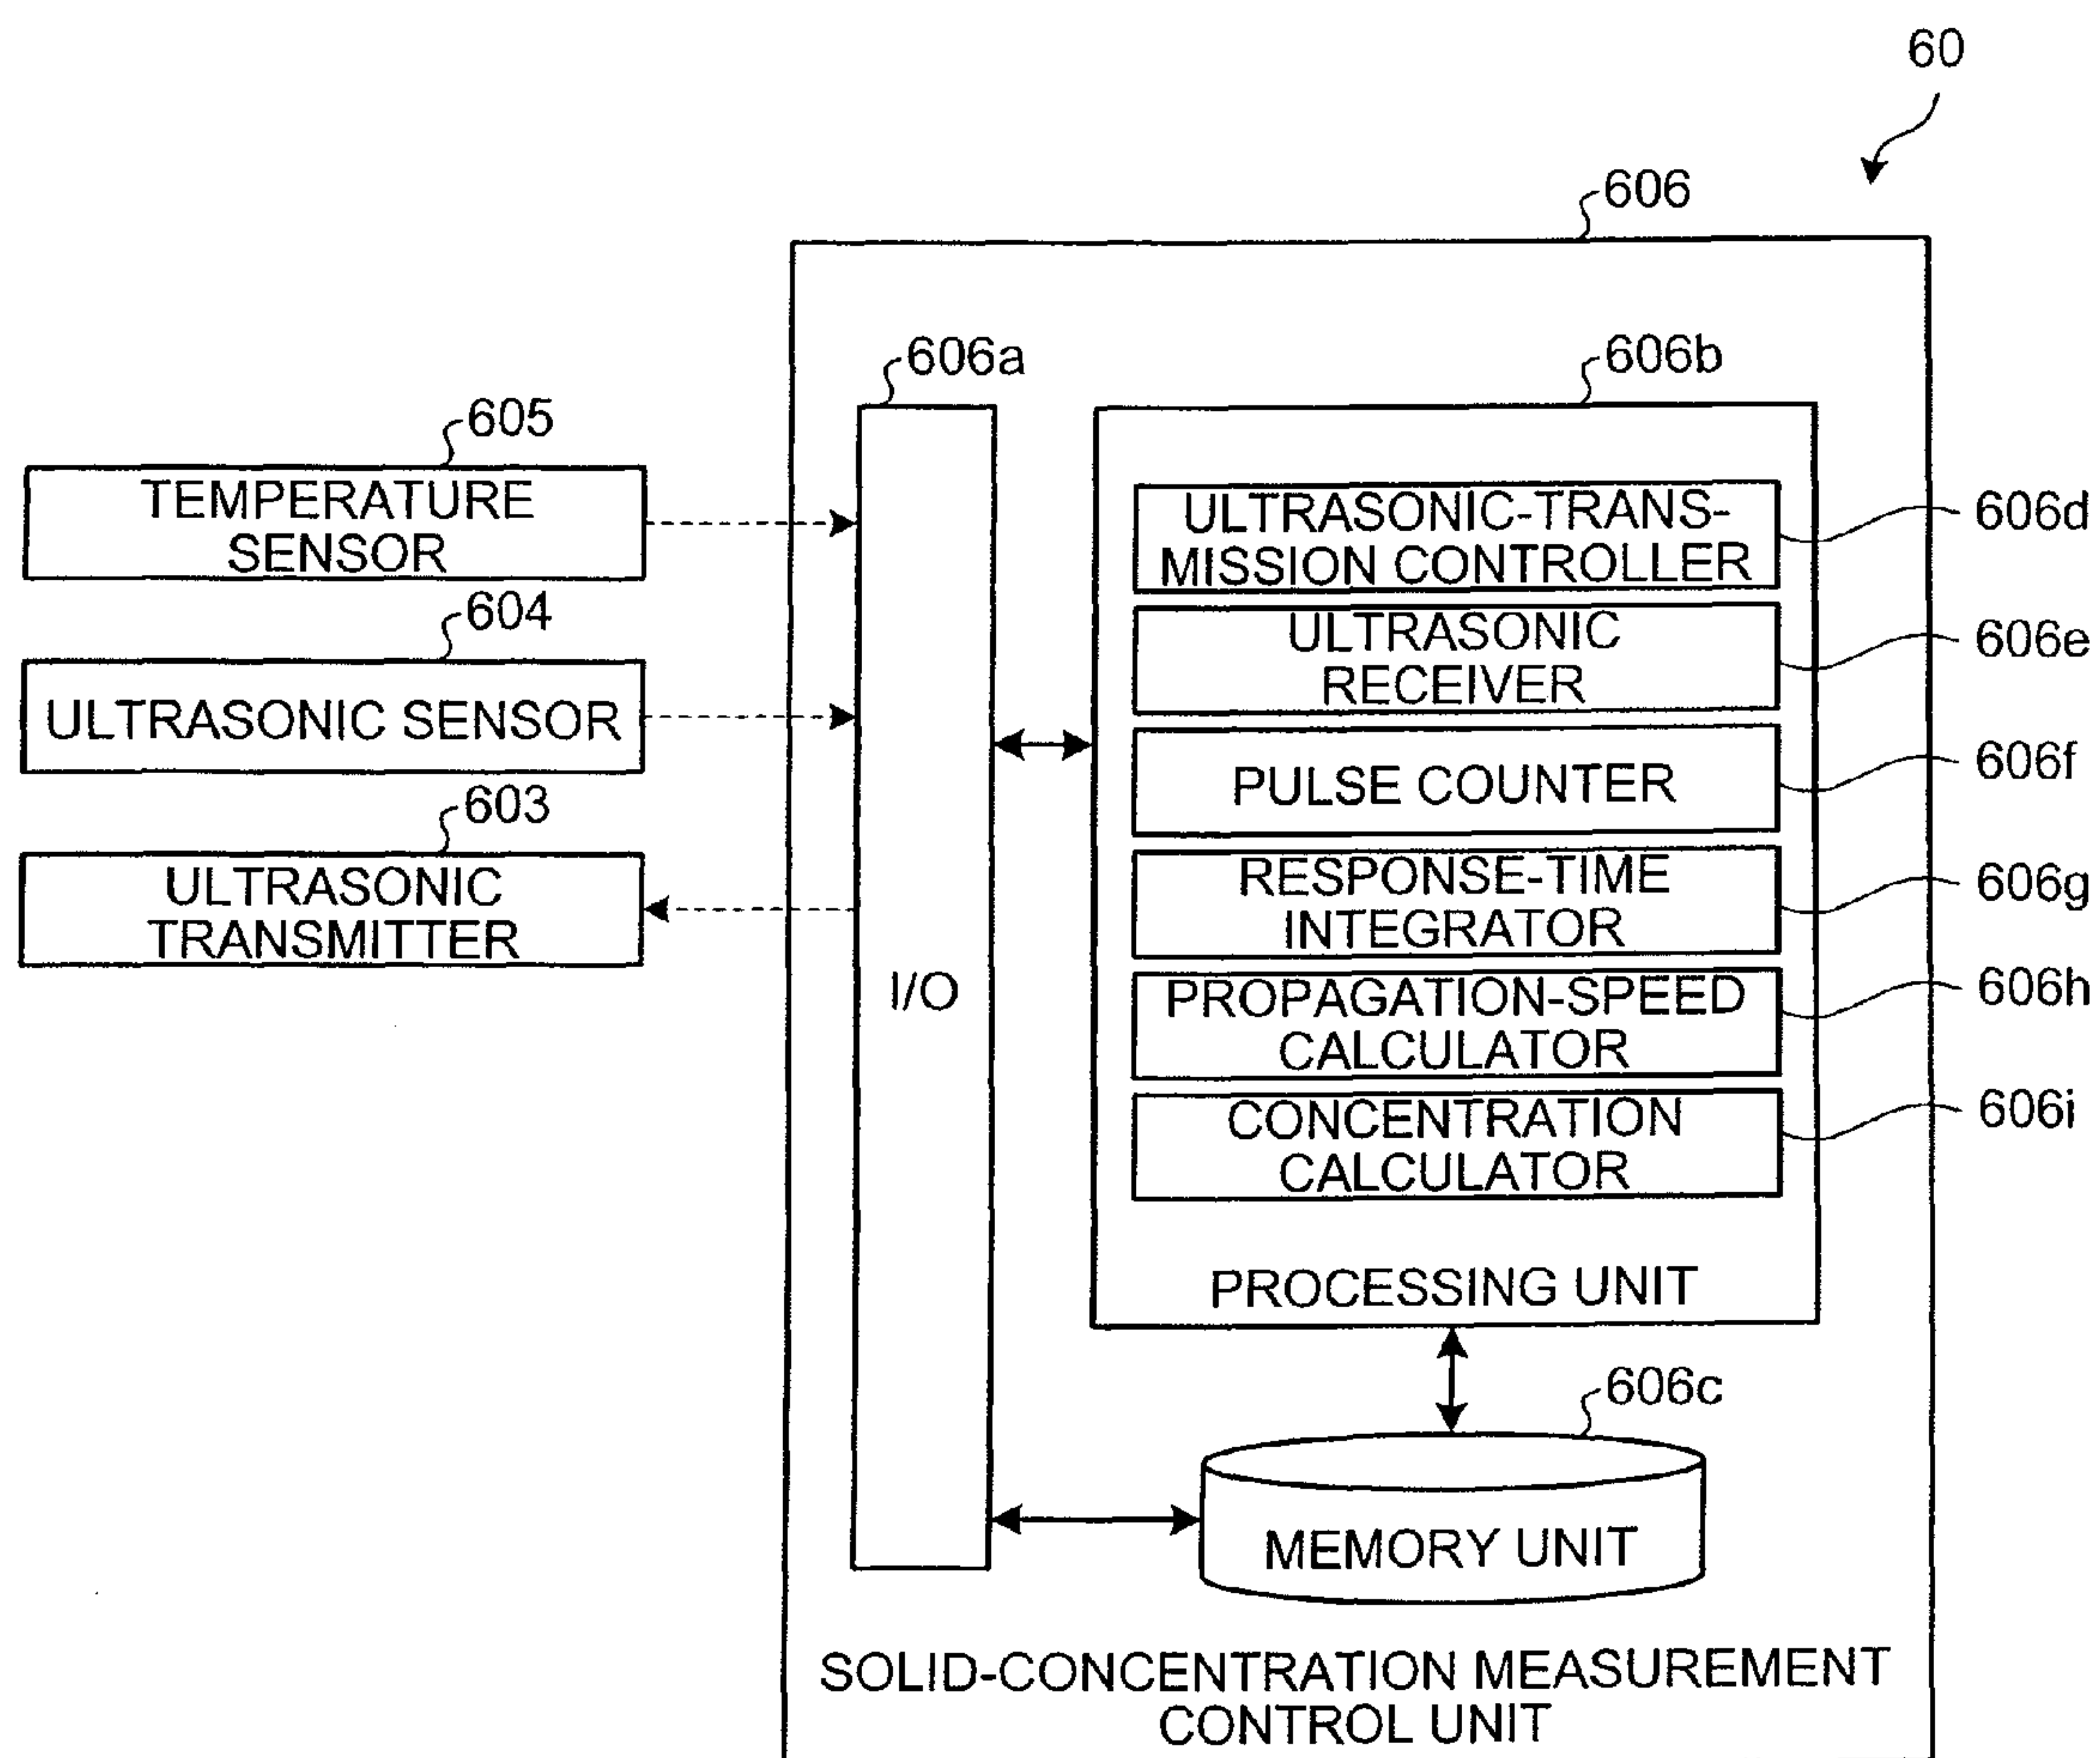 60
606
606a
606b
605
TEMPERATURE
SENSOR
604
ULTRASONIC SENSOR
603
ULTRASONIC
TRANSMITTER
I/O
ULTRASONIC-TRANS-
MISSION CONTROLLER
606d
ULTRASONIC
RECEIVER
606e
PULSE COUNTER
606f
RESPONSE-TIME
INTEGRATOR
606g
PROPAGATION-SPEED
CALCULATOR
606h
CONCENTRATION
CALCULATOR
606i
PROCESSING UNIT
606c
MEMORY UNIT
SOLID-CONCENTRATION MEASUREMENT
CONTROL UNIT